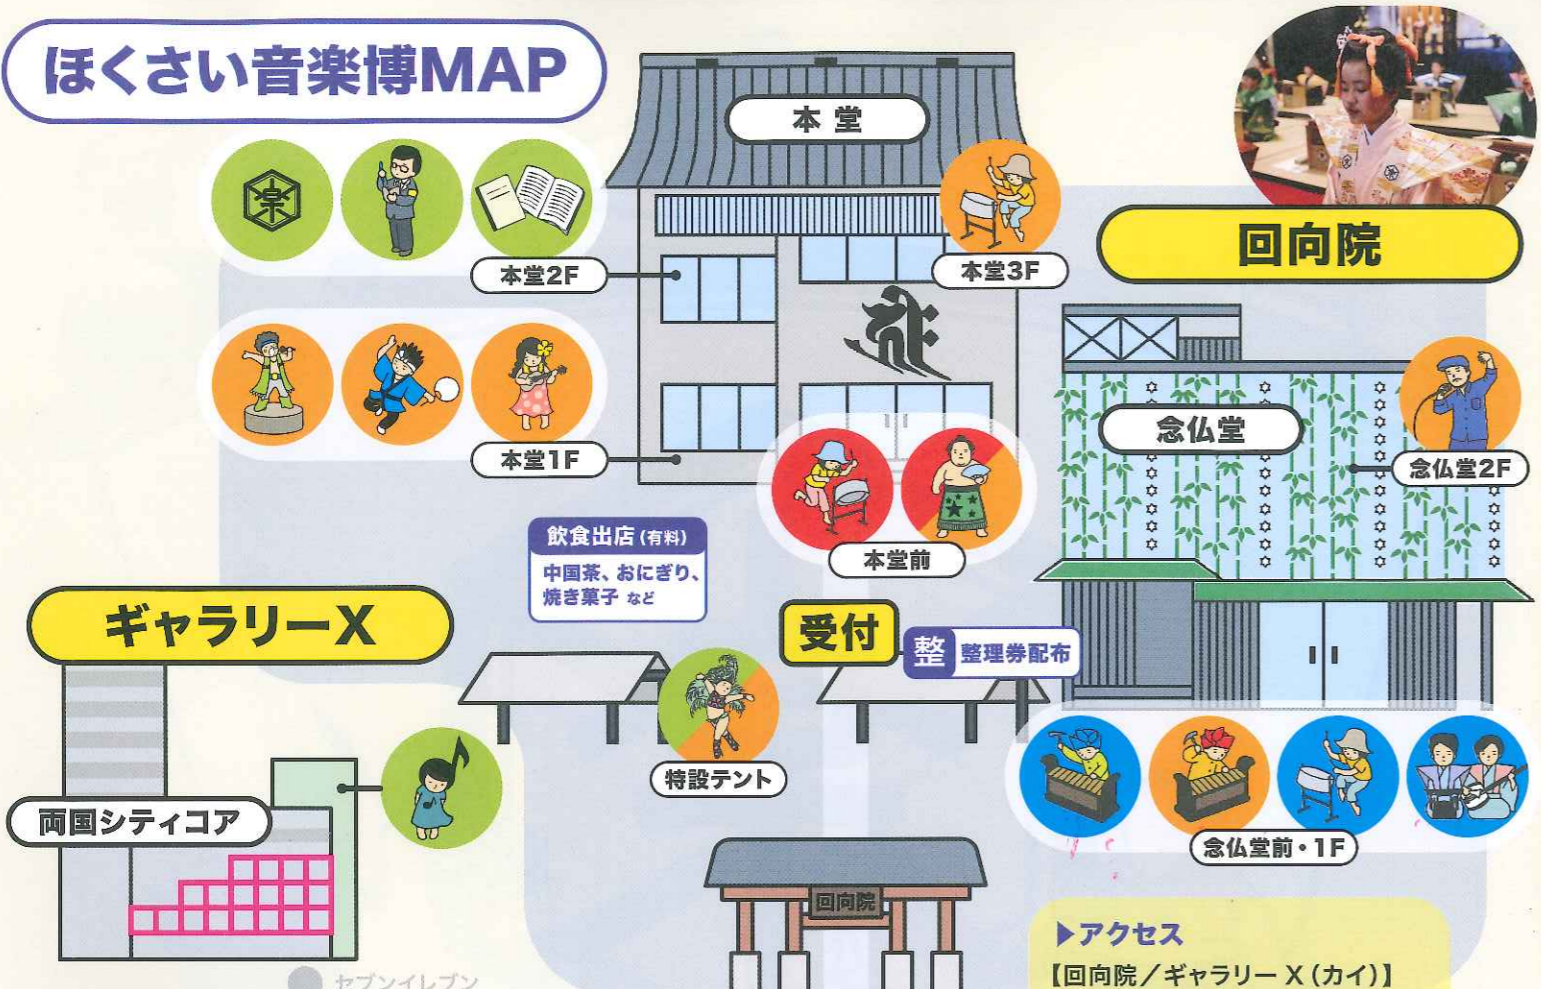 ほくさい音楽博MAP
本堂
楽
本堂2F
本堂3F
回向院
本堂1F
念仏堂
念仏堂2F
本堂前
飲食出店(有料)
中国茶、おにぎり、
焼き菓子 など
ギャラリーX
受付
整 整理券配布
特設テント
両国シティコア
念仏堂前・1F
回向院
▶アクセス
【回向院／ギャラリー X (カイ)】
セブンイレブン